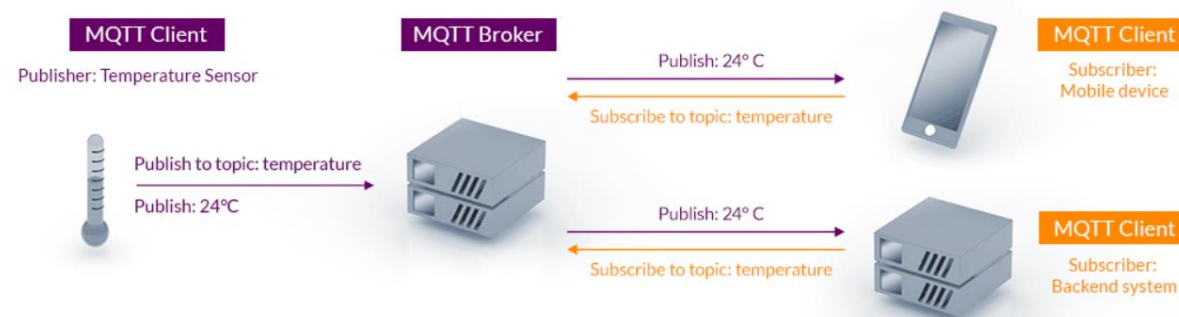 MQTT Client
Publisher: Temperature Sensor
Publish to topic: temperature
Publish: 24°C
MQTT Broker
Publish: 24° C
Subscribe to topic: temperature
MQTT Client
Subscriber:
Mobile device
Publish: 24° C
Subscribe to topic: temperature
MQTT Client
Subscriber:
Backend system